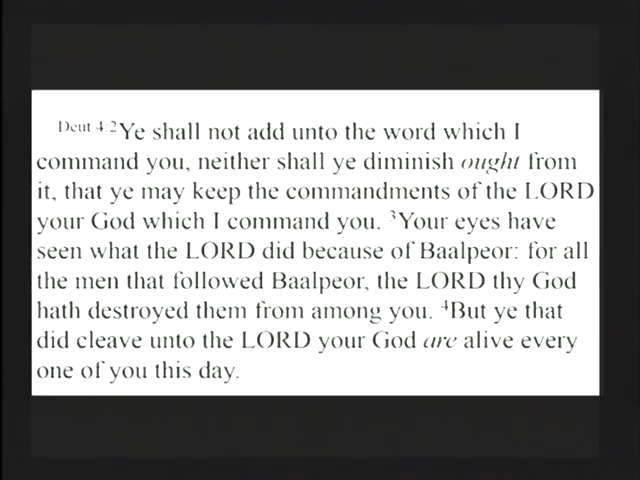 Deut 4:2Ye shall not add unto the word which I
command you, neither shall ye diminish ought from
it, that ye may keep the commandments of the LORD
your God which I command you. 3Your eyes have
seen what the LORD did because of Baalpeor: for all
the men that followed Baalpeor, the LORD thy God
hath destroyed them from among you. 4But ye that
did cleave unto the LORD your God are alive every
one of you this day.